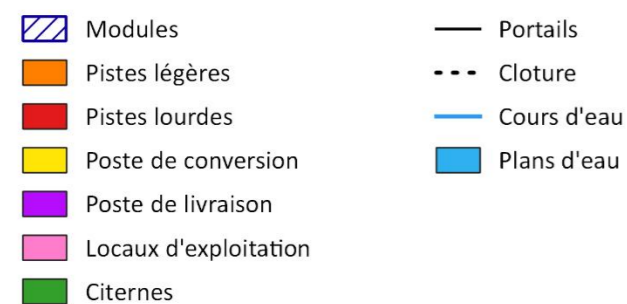 Modules
Pistes légères
Pistes lourdes
Poste de conversion
Poste de livraison
Locaux d'exploitation
Citernes
Portails
Cloture
Cours d'eau
Plans d'eau